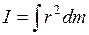 I = ∫ r² dm